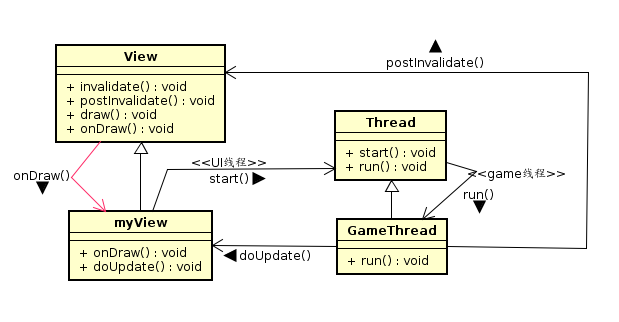 View
+ invalidate() : void
+ postInvalidate() : void
+ draw() : void
+ onDraw() : void
postInvalidate()
Thread
+ start() : void
+ run() : void
<<UI线程>>
start()
<<game线程>>
run()
onDraw()
myView
+ onDraw() : void
+ doUpdate() : void
GameThread
+ run() : void
doUpdate()